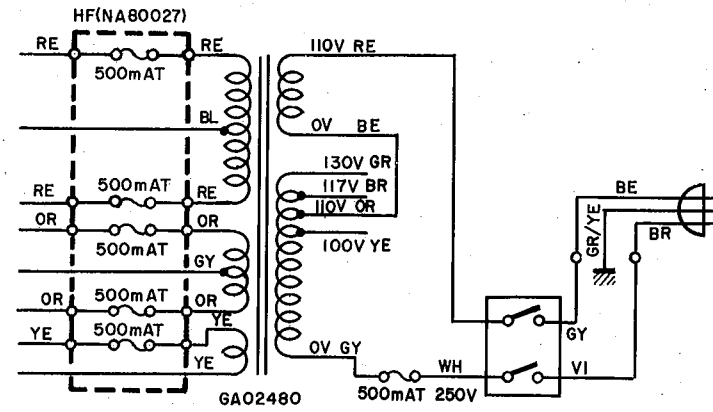 HF(NA80027)
RE
RE
500mAT
BL
RE
500mAT
RE
OR
OR
500mAT
GY
OR
500mAT
OR
YE
500mAT
YE
YE
GA02480
110V RE
0V BE
130V GR
117V BR
110V OR
100V YE
0V GY
500mAT 250V
WH
GY
VI
BE
GR/YE
BR